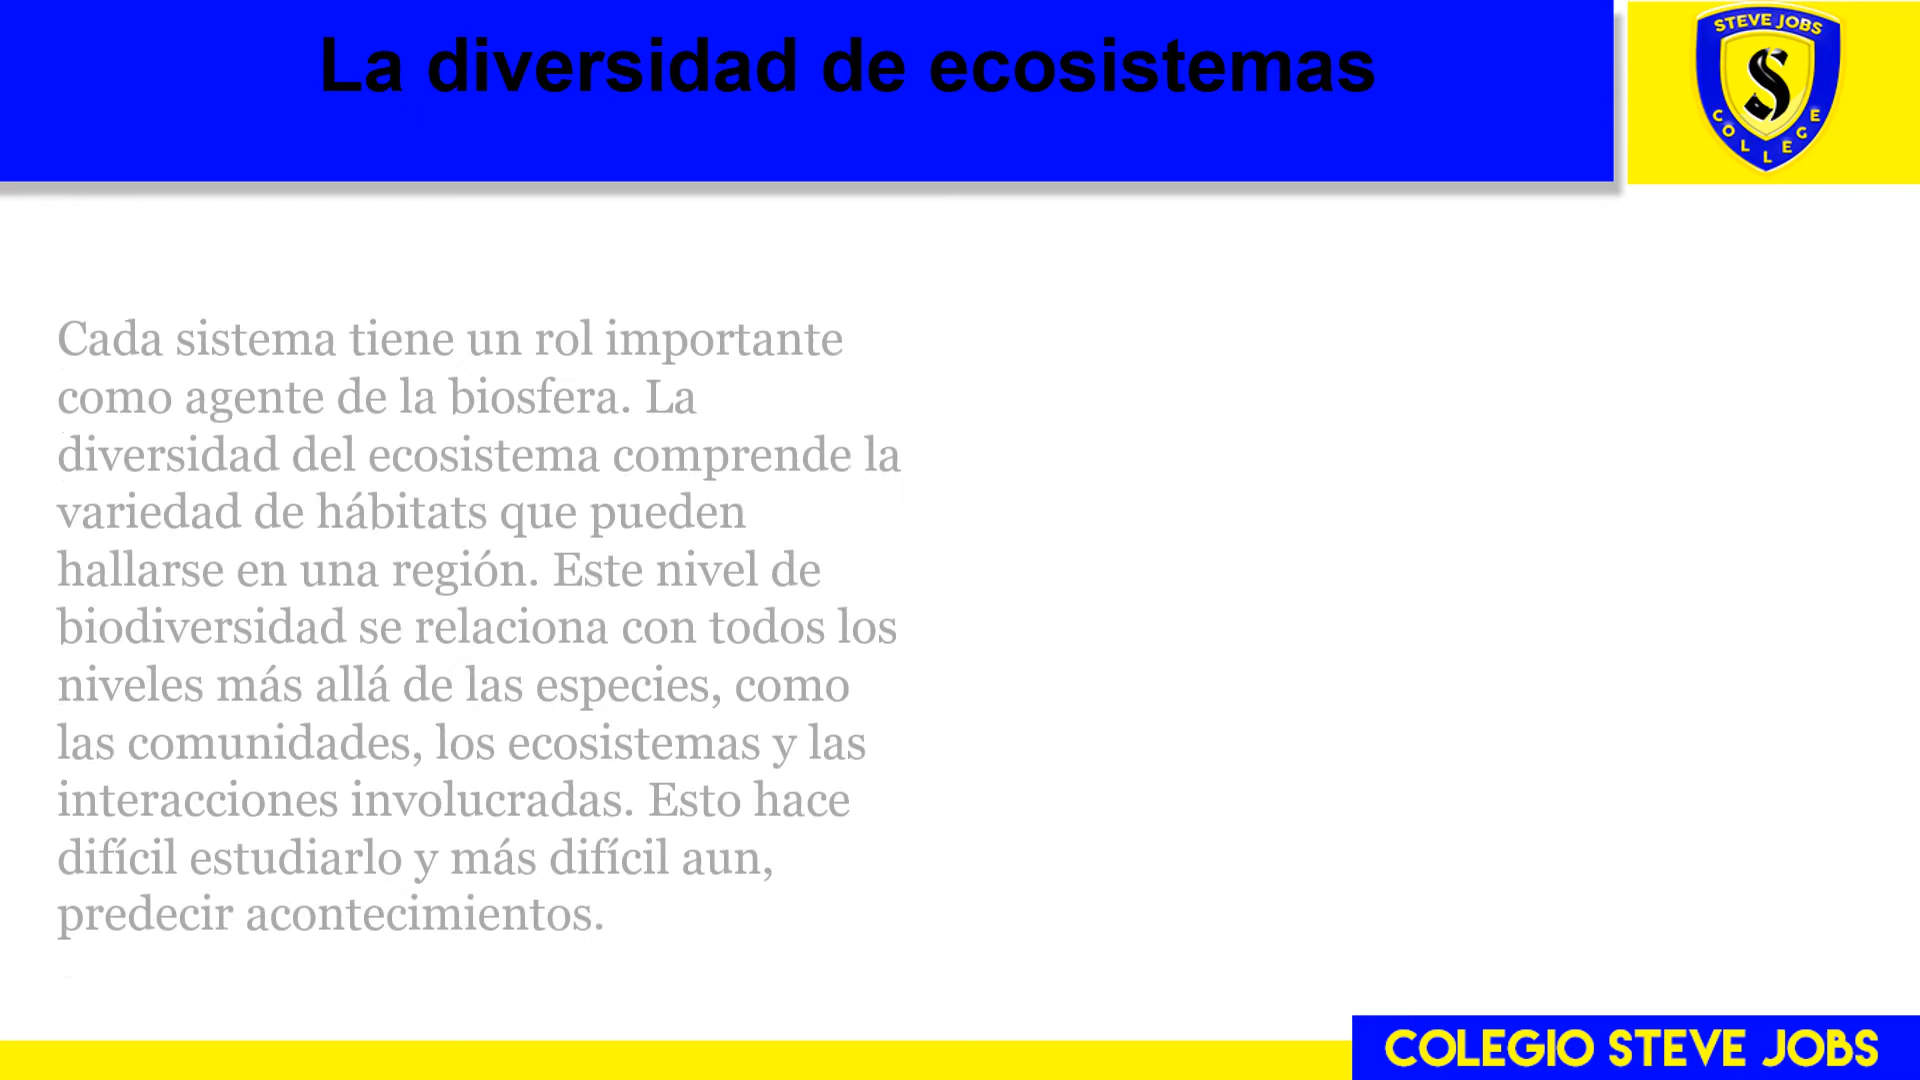 La diversidad de ecosistemas
STEVE JOBS
S
COLLEGE
Cada sistema tiene un rol importante
como agente de la biosfera. La
diversidad del ecosistema comprende la
variedad de hábitats que pueden
hallarse en una región. Este nivel de
biodiversidad se relaciona con todos los
niveles más allá de las especies, como
las comunidades, los ecosistemas y las
interacciones involucradas. Esto hace
difícil estudiarlo y más difícil aun,
predecir acontecimientos.
COLEGIO STEVE JOBS